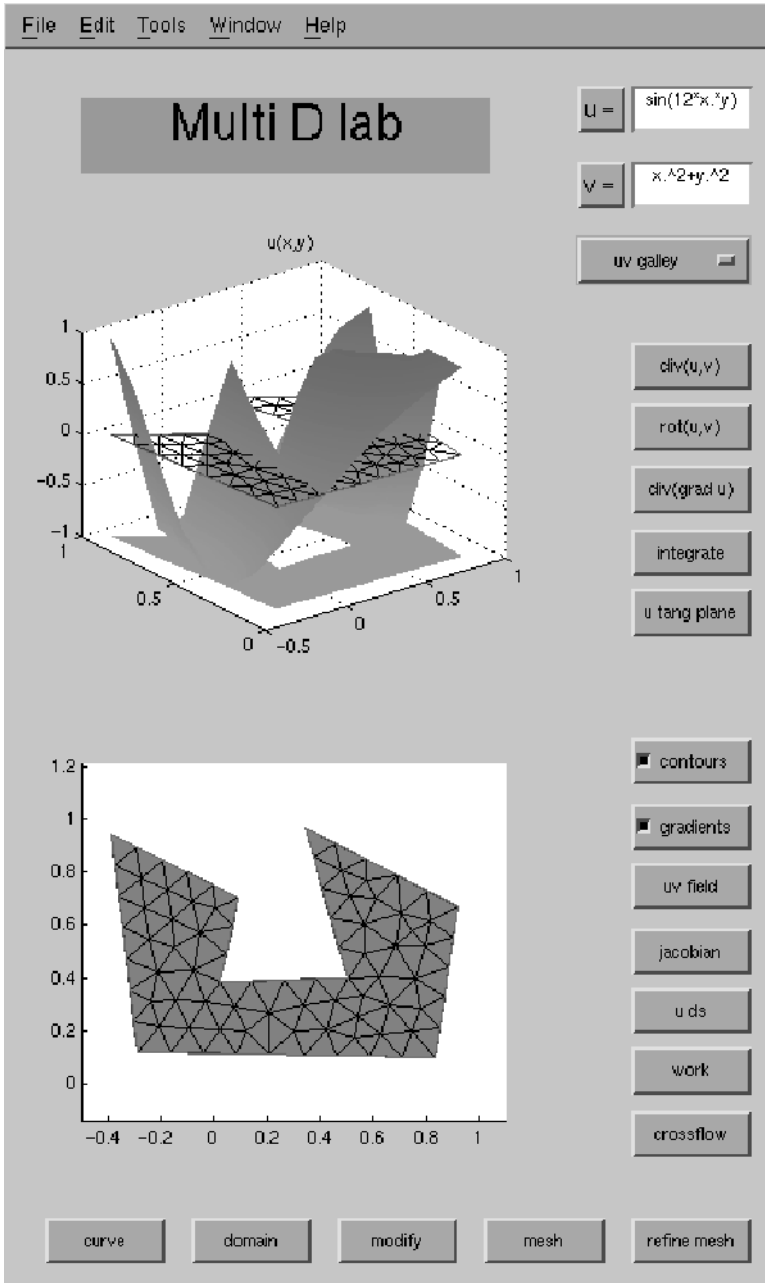 File Edit Tools Window Help
Multi D lab
u = sin(12*x.*y)
v = x.^2+y.^2
uv galley
u(x,y)
1
0.5
0
-0.5
-1
1
0.5
0
-0.5
0
0.5
1
div(u,v)
rot(u,v)
div(grad u)
integrate
u tang plane
1.2
1
0.8
0.6
0.4
0.2
0
-0.4 -0.2 0 0.2 0.4 0.6 0.8 1
contours
gradients
uv field
jacobian
u ds
work
crossflow
curve domain modify mesh refine mesh